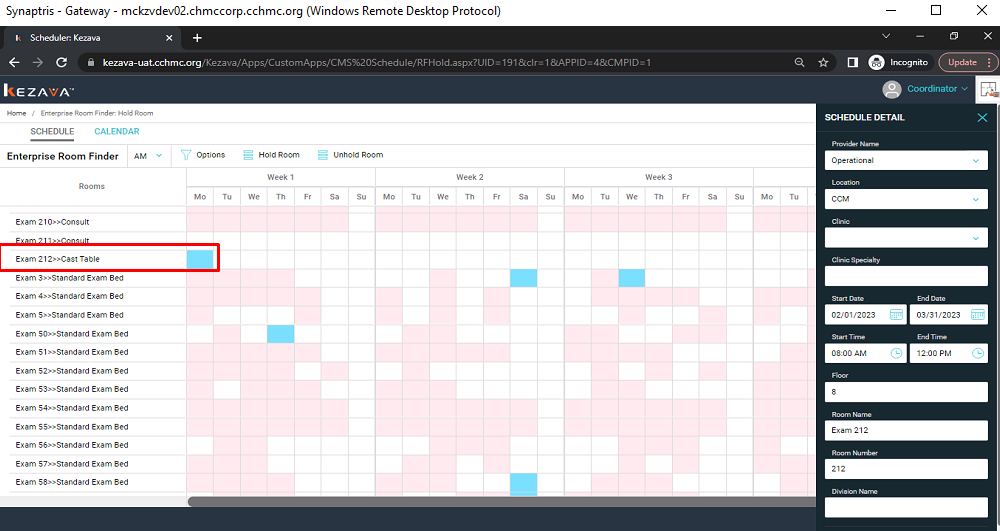 Synaptris - Gateway - mckzvdev02.chmccorp.cchmc.org (Windows Remote Desktop Protocol)
Scheduler: Kezava
kezava-uat.cchmc.org/Kezava/Apps/CustomApps/CMS%20Schedule/RFHold.aspx?UID=191&clr=1&APPID=4&CMPID=1
Incognito
Update
KEZAVA™
Coordinator
Home / Enterprise Room Finder: Hold Room
SCHEDULE CALENDAR
Enterprise Room Finder AM Options Hold Room Unhold Room
Rooms
Week 1 Week 2 Week 3
Mo Tu We Th Fr Sa Su Mo Tu We Th Fr Sa Su Mo Tu We Th Fr Sa Su Mo Tu
Exam 210>>Consult
Exam 211>>Consult
Exam 212>>Cast Table
Exam 3>>Standard Exam Bed
Exam 4>>Standard Exam Bed
Exam 5>>Standard Exam Bed
Exam 50>>Standard Exam Bed
Exam 51>>Standard Exam Bed
Exam 52>>Standard Exam Bed
Exam 53>>Standard Exam Bed
Exam 54>>Standard Exam Bed
Exam 55>>Standard Exam Bed
Exam 56>>Standard Exam Bed
Exam 57>>Standard Exam Bed
Exam 58>>Standard Exam Bed
SCHEDULE DETAIL
Provider Name
Operational
Location
CCM
Clinic
Clinic Specialty
Start Date End Date
02/01/2023 03/31/2023
Start Time End Time
08:00 AM 12:00 PM
Floor
8
Room Name
Exam 212
Room Number
212
Division Name